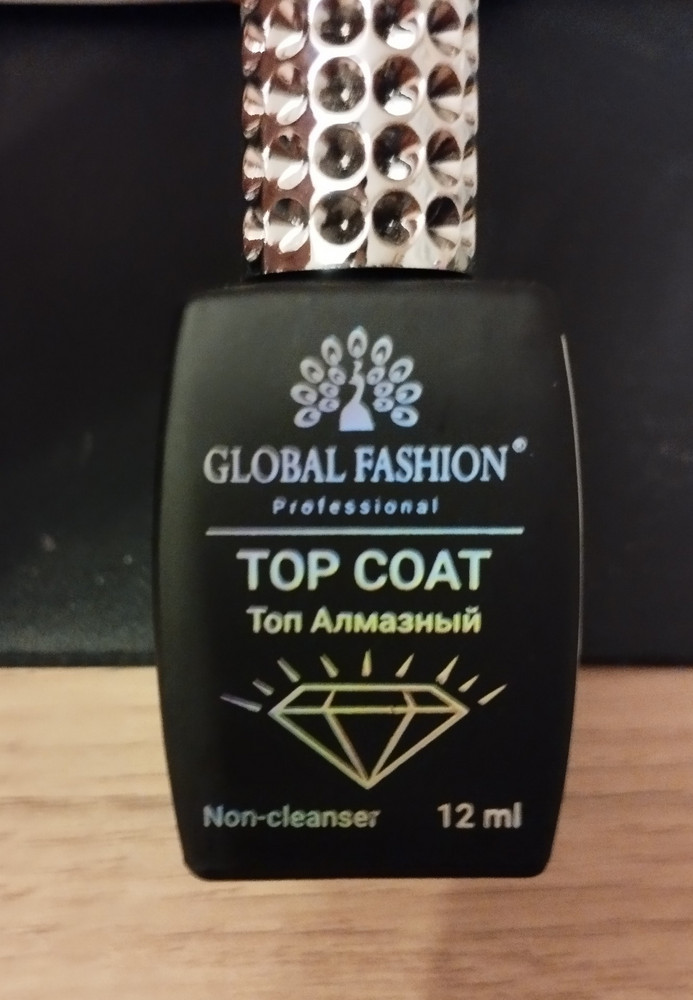 GLOBAL FASHION®
Professional
TOP COAT
Топ Алмазный
Non-cleanser 12 ml